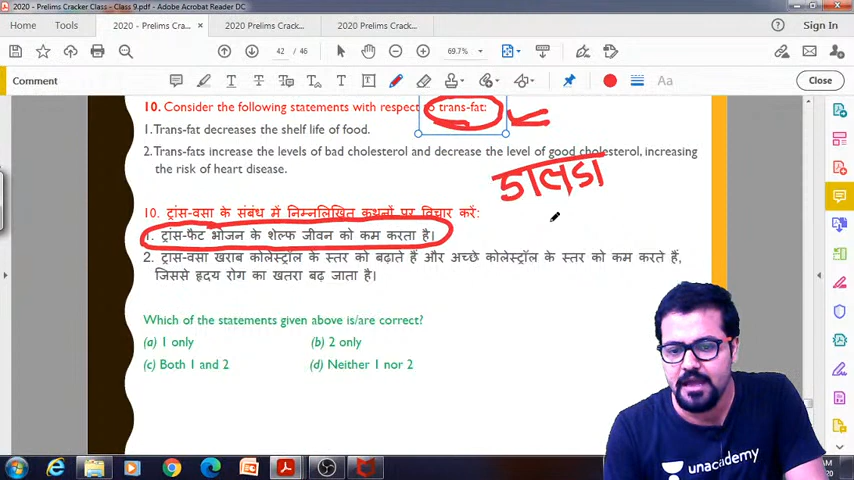 2020 - Prelims Cracker Class - Class 9.pdf - Adobe Acrobat Reader DC
Home Tools 2020 - Prelims Crac... × 2020 - Prelims Cracker Class... 2020 - Prelims Cracker Class... Sign In
42 / 46 69.7%
Comment Close
10. Consider the following statements with respect to trans-fat:
1. Trans-fat decreases the shelf life of food.
2. Trans-fats increase the levels of bad cholesterol and decrease the level of good cholesterol, increasing
the risk of heart disease.
डालडा
10. ट्रांस-वसा के संबंध में निम्नलिखित कथनों पर विचार करें:
1. ट्रांस-फैट भोजन के शेल्फ जीवन को कम करता है।
2. ट्रांस-वसा खराब कोलेस्ट्रॉल के स्तर को बढ़ाते हैं और अच्छे कोलेस्ट्रॉल के स्तर को कम करते हैं,
जिससे हृदय रोग का खतरा बढ़ जाता है।
Which of the statements given above is/are correct?
(a) 1 only (b) 2 only
(c) Both 1 and 2 (d) Neither 1 nor 2
unacademy